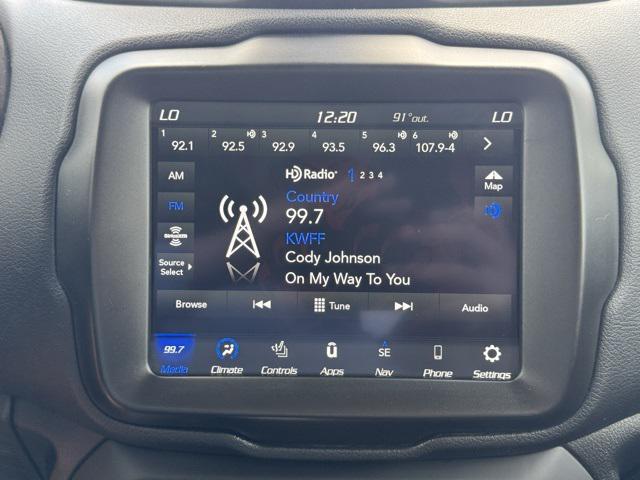 LO 12:20 91° out. LO
1 2 3 4 5 6
92.1 92.5 92.9 93.5 96.3 107.9-4
AM HD Radio 1 2 3 4 Map
FM Country
99.7
SiriusXM KWFF
Source Select Cody Johnson
On My Way To You
Browse Tune Audio
99.7 SE
Media Climate Controls Apps Nav Phone Settings